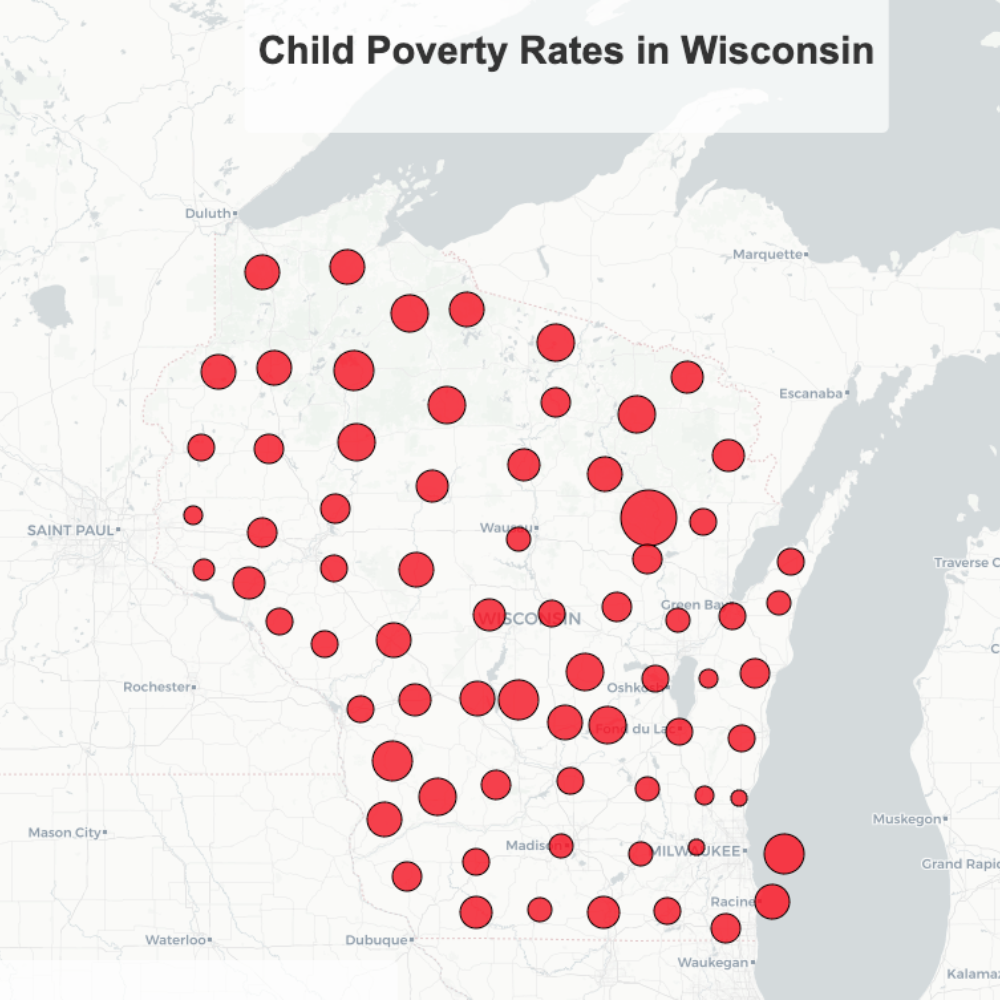 Child Poverty Rates in Wisconsin
Duluth
Marquette
Escanaba
SAINT PAUL
Wausau
Traverse C
Green Bay
WISCONSIN
Rochester
Oshkosh
Fond du Lac
Muskegon
Mason City
Madison
MILWAUKEE
Grand Rapid
Racine
Waterloo
Dubuque
Waukegan
Kalamaz